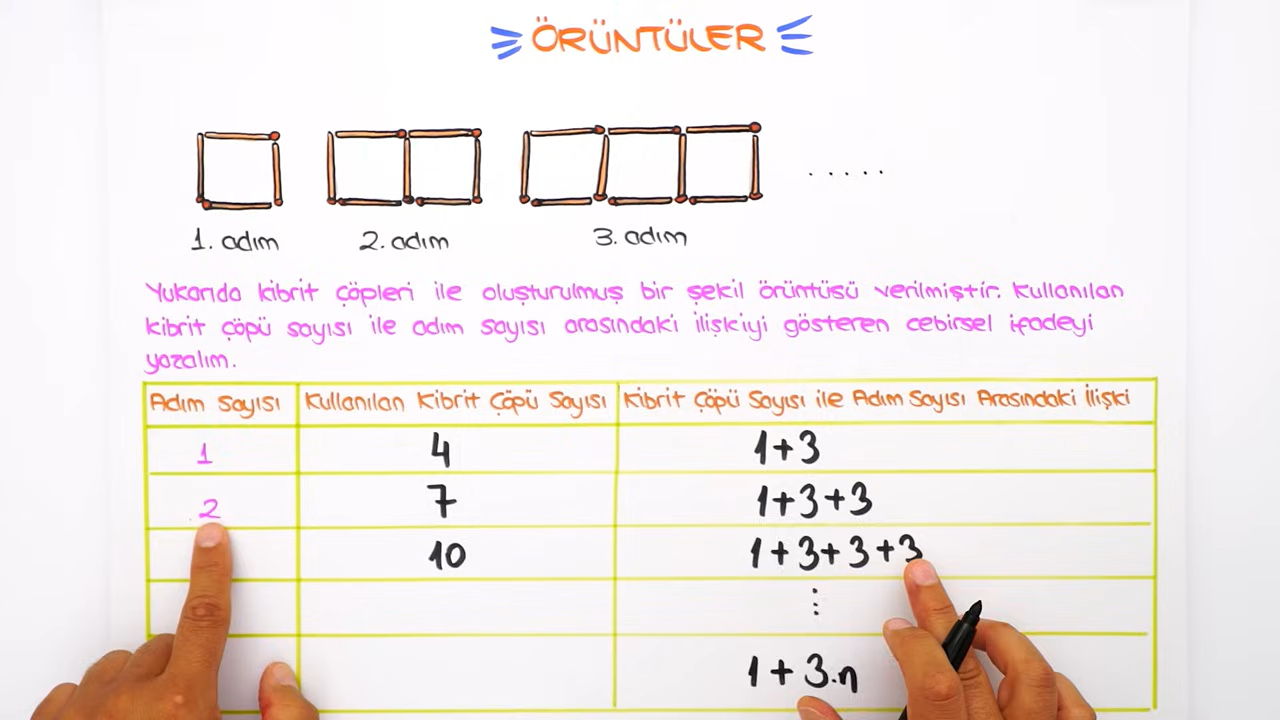 ÖRÜNTÜLER
1. adım 2. adım 3. adım .....
Yukarıda kibrit çöpleri ile oluşturulmuş bir şekil örüntüsü verilmiştir. Kullanılan
kibrit çöpü sayısı ile adım sayısı arasındaki ilişkiyi gösteren cebirsel ifadeyi
yazalım.
Adım Sayısı Kullanılan Kibrit Çöpü Sayısı Kibrit Çöpü Sayısı ile Adım Sayısı Arasındaki İlişki
1 4 1+3
2 7 1+3+3
10 1+3+3+3
⋮
1+3.n